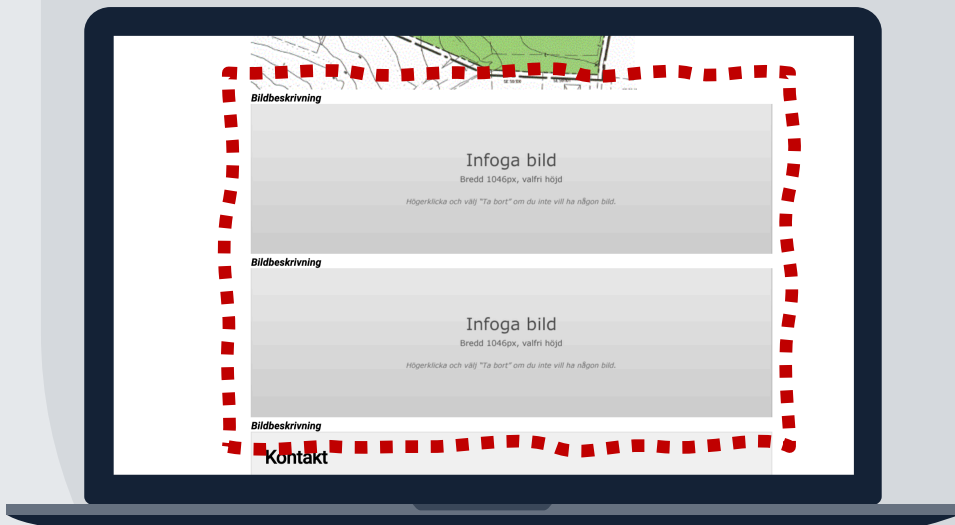 Bildbeskrivning
Infoga bild
Bredd 1046px, valfri höjd
Högerklicka och välj "Ta bort" om du inte vill ha någon bild.
Bildbeskrivning
Infoga bild
Bredd 1046px, valfri höjd
Högerklicka och välj "Ta bort" om du inte vill ha någon bild.
Bildbeskrivning
Kontakt